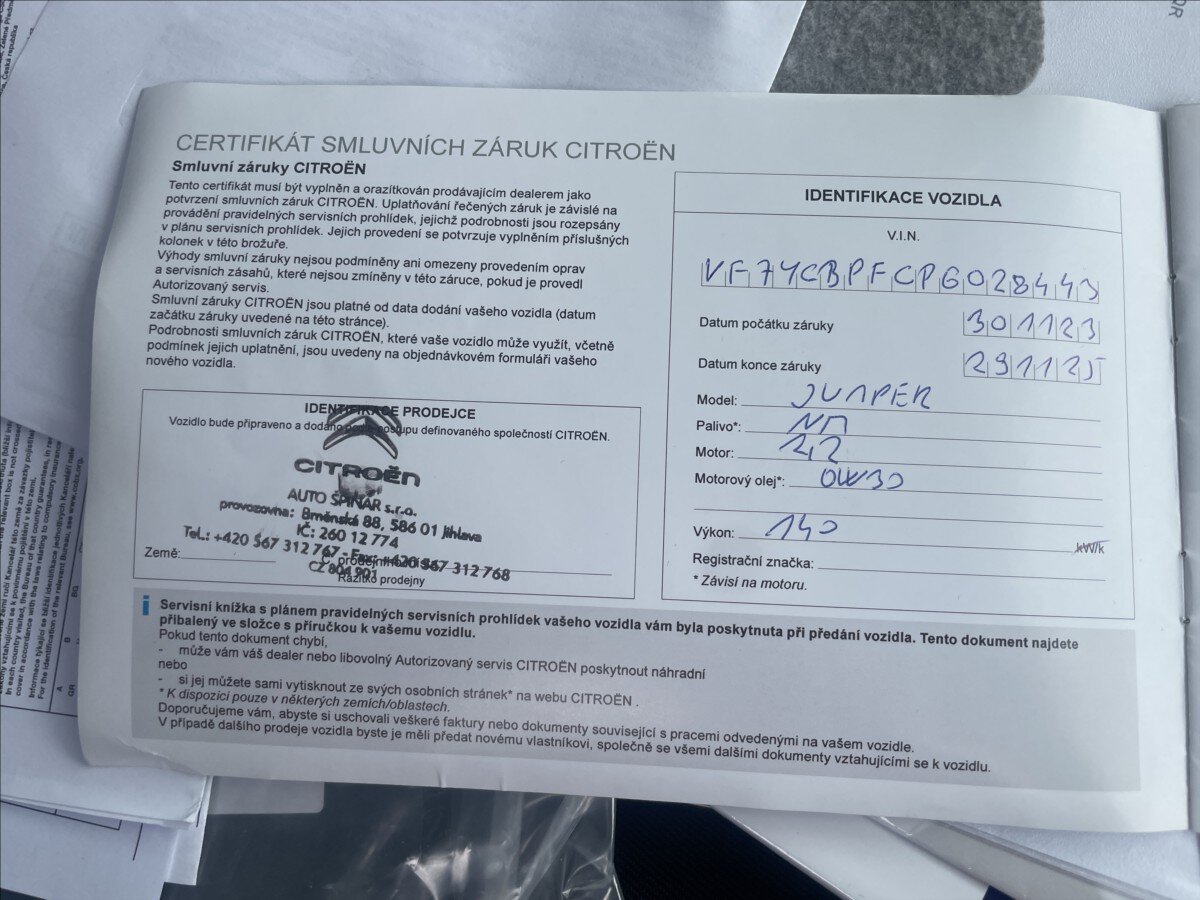 CERTIFIKÁT SMLUVNÍCH ZÁRUK CITROËN
Smluvní záruky CITROËN
Tento certifikát musí být vyplněn a orazítkován prodávajícím dealerem jako
potvrzení smluvních záruk CITROËN. Uplatňování řečených záruk je závislé na
provádění pravidelných servisních prohlídek, jejichž podrobnosti jsou rozepsány
v plánu servisních prohlídek. Jejich provedení se potvrzuje vyplněním příslušných
kolonek v této brožuře.
Výhody smluvní záruky nejsou podmíněny ani omezeny provedením oprav
a servisních zásahů, které nejsou zmíněny v této záruce, pokud je provedl
Autorizovaný servis.
Smluvní záruky CITROËN jsou platné od data dodání vašeho vozidla (datum
začátku záruky uvedené na této stránce).
Podrobnosti smluvních záruk CITROËN, které vaše vozidlo může využít, včetně
podmínek jejich uplatnění, jsou uvedeny na objednávkovém formuláři vašeho
nového vozidla.
IDENTIFIKACE PRODEJCE
Vozidlo bude připraveno a dodáno podle postupu definovaného společností CITROËN.
CITROËN
AUTO ŠPINAR s.r.o.
provozovna: Brněnská 88, 586 01 Jihlava
IČ: 260 12 774
Tel.: +420 567 312 767 - Fax: +420 567 312 768
Země:
CZ 804 901
Razítko prodejny
IDENTIFIKACE VOZIDLA
V.I.N.
VF7YCBPFCPG028443
Datum počátku záruky 301123
Datum konce záruky 291125
Model: JUMPER
Palivo*: NM
Motor: 2,2
Motorový olej*: 0W30
Výkon: 140 kW/k
Registrační značka:
* Závisí na motoru.
Servisní knížka s plánem pravidelných servisních prohlídek vašeho vozidla vám byla poskytnuta při předání vozidla. Tento dokument najdete
přibalený ve složce s příručkou k vašemu vozidlu.
Pokud tento dokument chybí,
- může vám váš dealer nebo libovolný Autorizovaný servis CITROËN poskytnout náhradní
nebo
- si jej můžete sami vytisknout ze svých osobních stránek* na webu CITROËN .
* K dispozici pouze v některých zemích/oblastech.
Doporučujeme vám, abyste si uschovali veškeré faktury nebo dokumenty související s pracemi odvedenými na vašem vozidle.
V případě dalšího prodeje vozidla byste je měli předat novému vlastníkovi, společně se všemi dalšími dokumenty vztahujícími se k vozidlu.